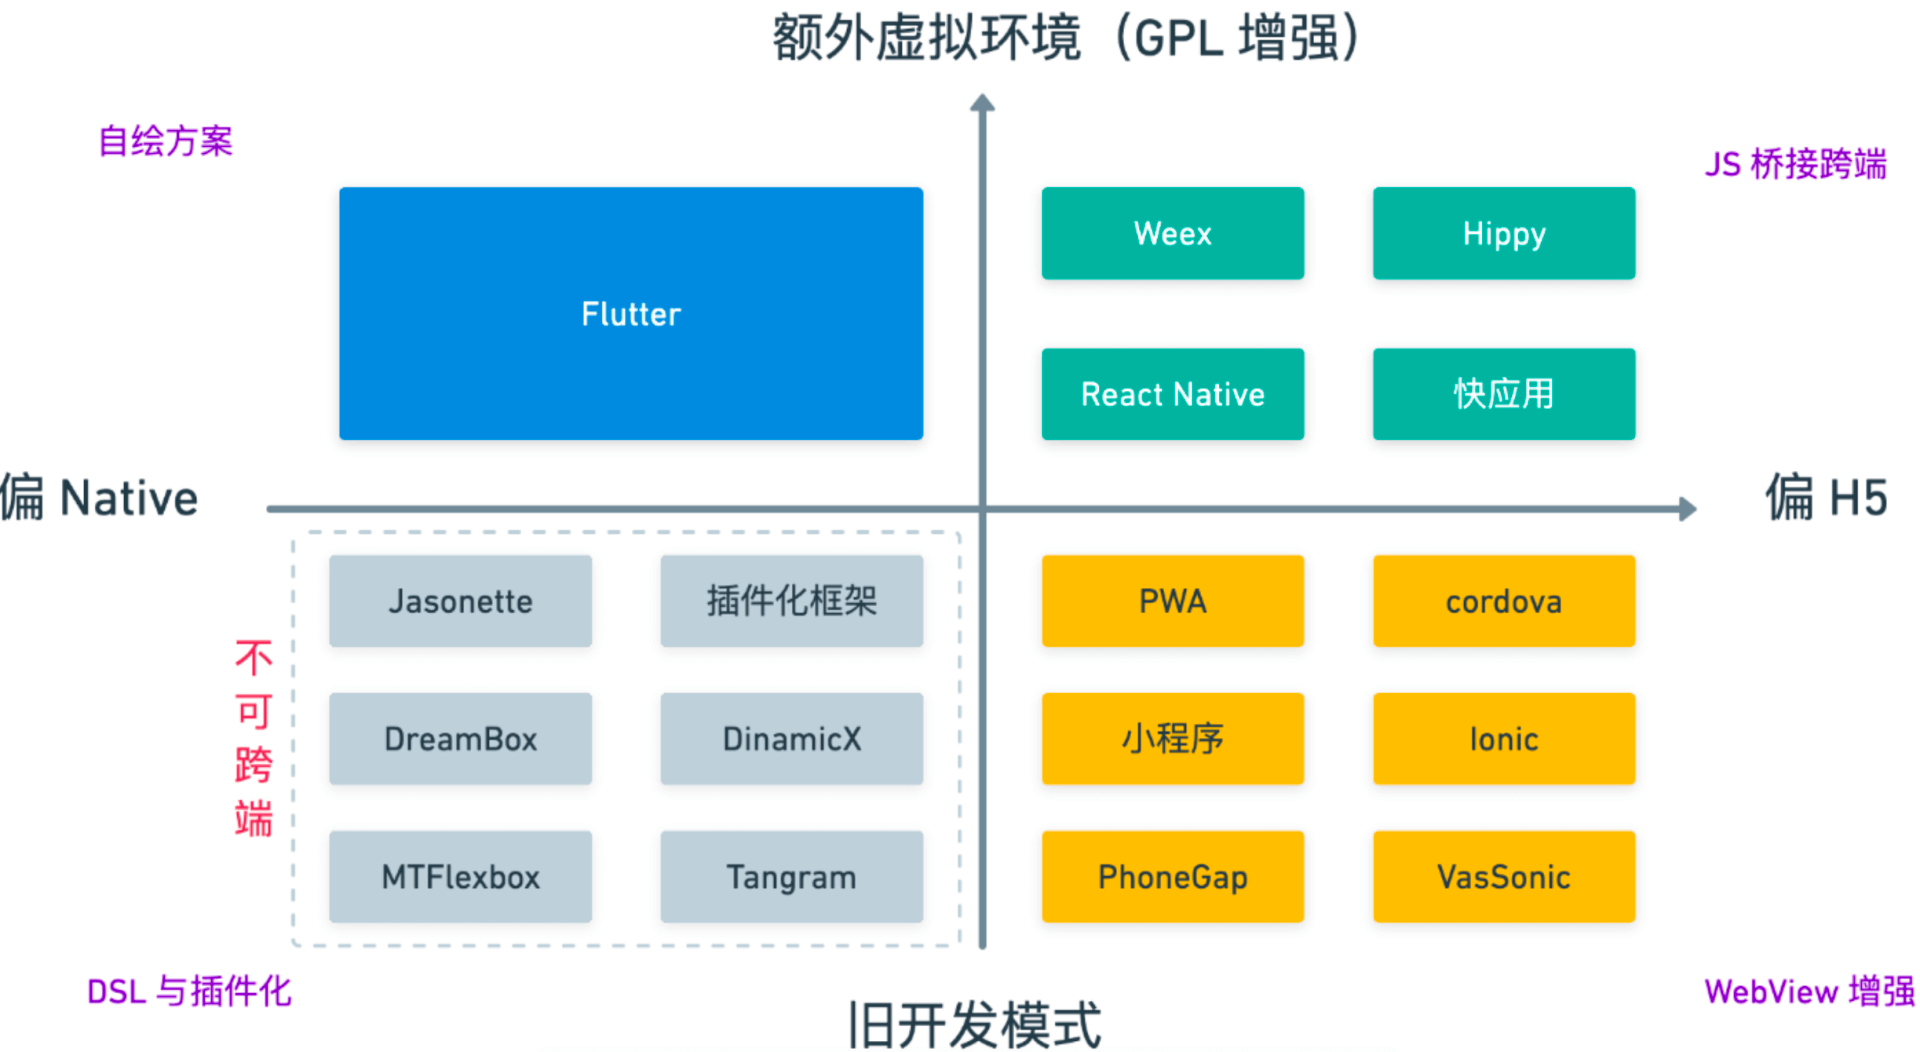 额外虚拟环境（GPL 增强）
自绘方案
JS 桥接跨端
Weex
Hippy
Flutter
React Native
快应用
偏 Native
偏 H5
Jasonette
插件化框架
PWA
cordova
不可跨端
DreamBox
DinamicX
小程序
Ionic
MTFlexbox
Tangram
PhoneGap
VasSonic
DSL 与插件化
WebView 增强
旧开发模式